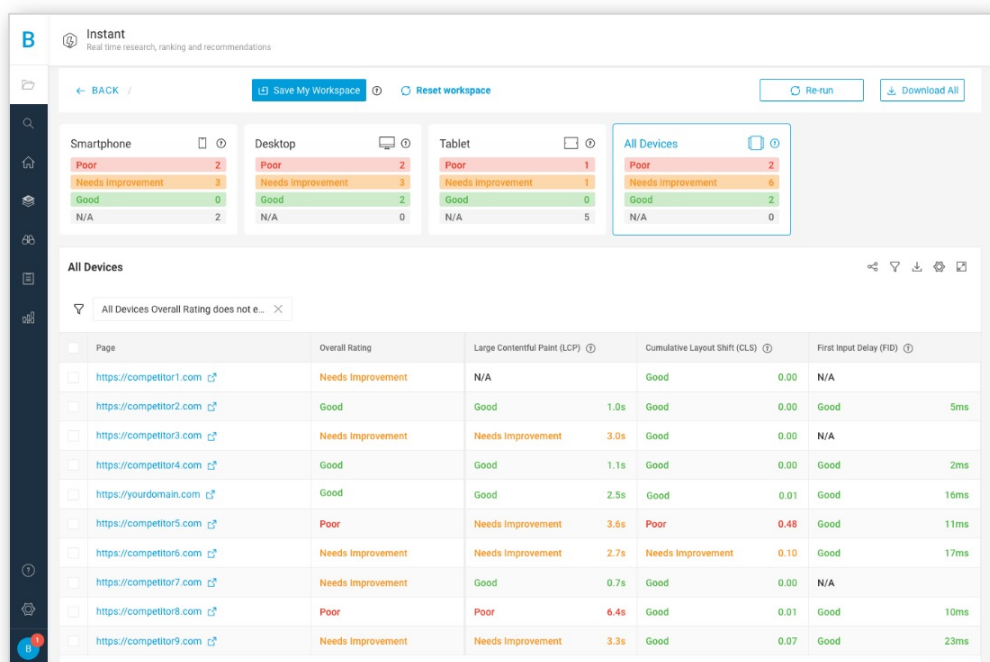 B
Instant
Real time research, ranking and recommendations
← BACK /
Save My Workspace
Reset workspace
Re-run
Download All
Smartphone
Poor 2
Needs Improvement 3
Good 0
N/A 2
Desktop
Poor 2
Needs Improvement 3
Good 2
N/A 0
Tablet
Poor 1
Needs Improvement 1
Good 0
N/A 5
All Devices
Poor 2
Needs Improvement 6
Good 2
N/A 0
All Devices
All Devices Overall Rating does not e...
Page Overall Rating Large Contentful Paint (LCP) Cumulative Layout Shift (CLS) First Input Delay (FID)
https://competitor1.com Needs Improvement N/A Good 0.00 N/A
https://competitor2.com Good Good 1.0s Good 0.00 Good 5ms
https://competitor3.com Needs Improvement Needs Improvement 3.0s Good 0.00 N/A
https://competitor4.com Good Good 1.1s Good 0.00 Good 2ms
https://yourdomain.com Good Good 2.5s Good 0.01 Good 16ms
https://competitor5.com Poor Needs Improvement 3.6s Poor 0.48 Good 11ms
https://competitor6.com Needs Improvement Needs Improvement 2.7s Needs Improvement 0.10 Good 17ms
https://competitor7.com Needs Improvement Good 0.7s Good 0.00 N/A
https://competitor8.com Poor Poor 6.4s Good 0.01 Good 10ms
https://competitor9.com Needs Improvement Needs Improvement 3.3s Good 0.07 Good 23ms
B 1